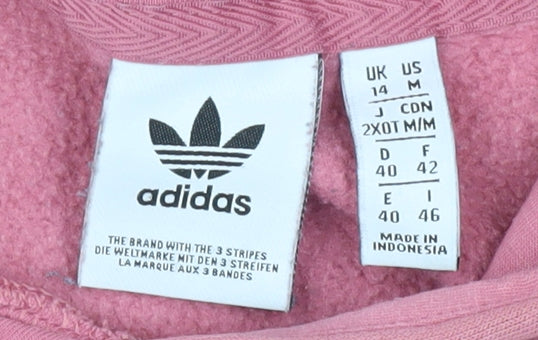 adidas
THE BRAND WITH THE 3 STRIPES
DIE WELTMARKE MIT DEN 3 STREIFEN
LA MARQUE AUX 3 BANDES
UK US
14 M
J CDN
2XOT M/M
D F
40 42
E I
40 46
MADE IN
INDONESIA